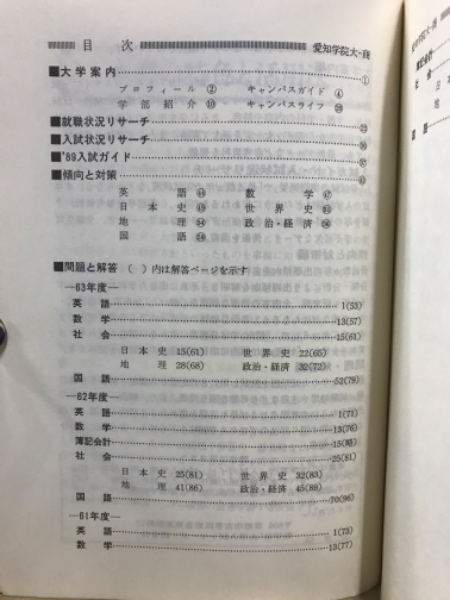 目 次 愛知学院大-商
■大学案内 ①
プロフィール ② キャンパスガイド ④
学部紹介 ⑩ キャンパスライフ
■就職状況リサーチ
■入試状況リサーチ
■'89入試ガイド
■傾向と対策
英 語 ㊹ 数 学 ㊼
日本史 ㊾ 世界史
地 理 政治・経済
国 語
■問題と解答 ( )内は解答ページを示す
—63年度—
英 語 1(53)
数 学 13(57)
社 会 15(61)
日本史 15(61) 世界史 22(65)
地 理 28(68) 政治・経済 32(72)
国 語 52(79)
—62年度—
英 語 1(71)
数 学 13(76)
簿記会計
社 会 25(81)
日本史 25(81) 世界史 32(83)
地 理 41(86) 政治・経済 45(89)
国 語 70(96)
—61年度—
英 語 1(73)
数 学 13(77)